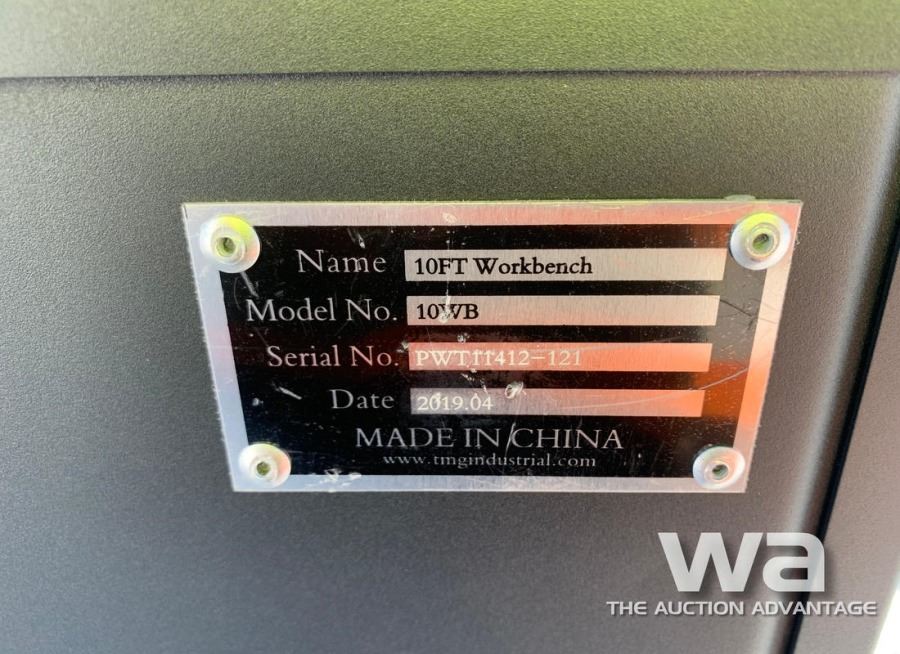 Name 10FT Workbench
Model No. 10WB
Serial No. PWT11412-121
Date 2019.04
MADE IN CHINA
www.tmgindustrial.com
wa
THE AUCTION ADVANTAGE